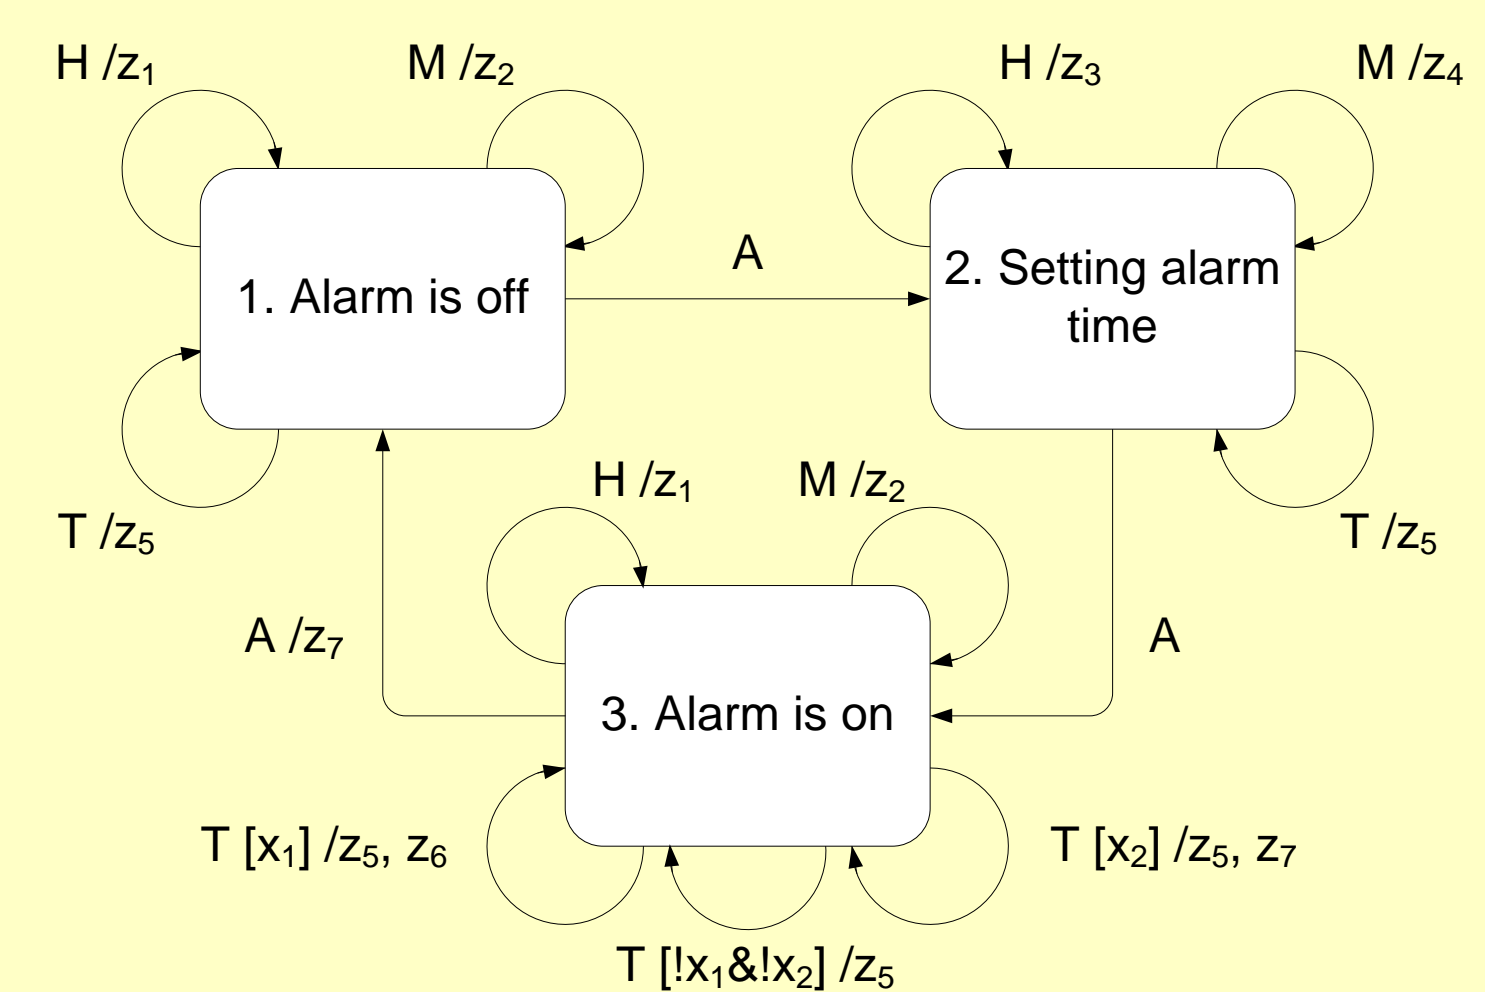 H /z₁
M /z₂
H /z₃
M /z₄
A
1. Alarm is off
2. Setting alarm
time
T /z₅
T /z₅
H /z₁
M /z₂
A /z₇
A
3. Alarm is on
T [x₁] /z₅, z₆
T [x₂] /z₅, z₇
T [!x₁&!x₂] /z₅